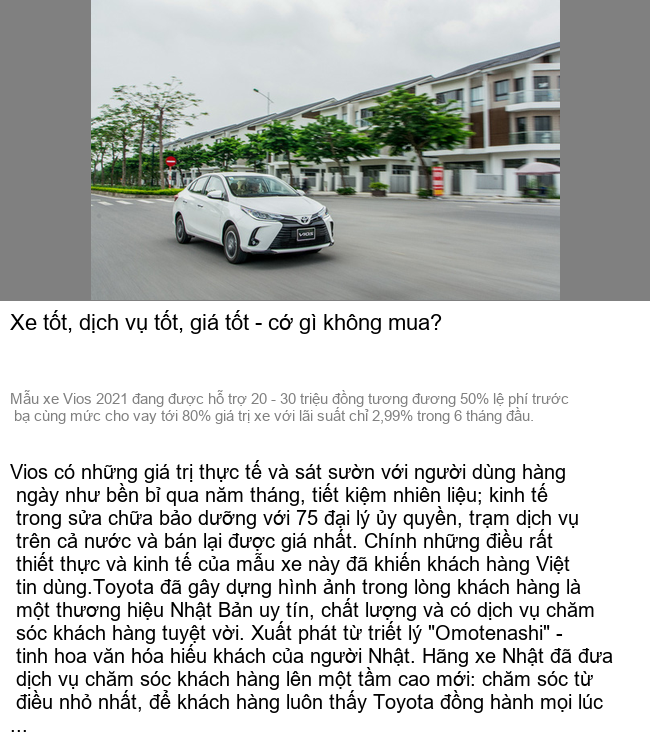 VIOS
Xe tốt, dịch vụ tốt, giá tốt - cớ gì không mua?
Mẫu xe Vios 2021 đang được hỗ trợ 20 - 30 triệu đồng tương đương 50% lệ phí trước
bạ cùng mức cho vay tới 80% giá trị xe với lãi suất chỉ 2,99% trong 6 tháng đầu.
Vios có những giá trị thực tế và sát sườn với người dùng hàng
ngày như bền bỉ qua năm tháng, tiết kiệm nhiên liệu; kinh tế
trong sửa chữa bảo dưỡng với 75 đại lý ủy quyền, trạm dịch vụ
trên cả nước và bán lại được giá nhất. Chính những điều rất
thiết thực và kinh tế của mẫu xe này đã khiến khách hàng Việt
tin dùng.Toyota đã gây dựng hình ảnh trong lòng khách hàng là
một thương hiệu Nhật Bản uy tín, chất lượng và có dịch vụ chăm
sóc khách hàng tuyệt vời. Xuất phát từ triết lý "Omotenashi" -
tinh hoa văn hóa hiếu khách của người Nhật. Hãng xe Nhật đã đưa
dịch vụ chăm sóc khách hàng lên một tầm cao mới: chăm sóc từ
điều nhỏ nhất, để khách hàng luôn thấy Toyota đồng hành mọi lúc
...